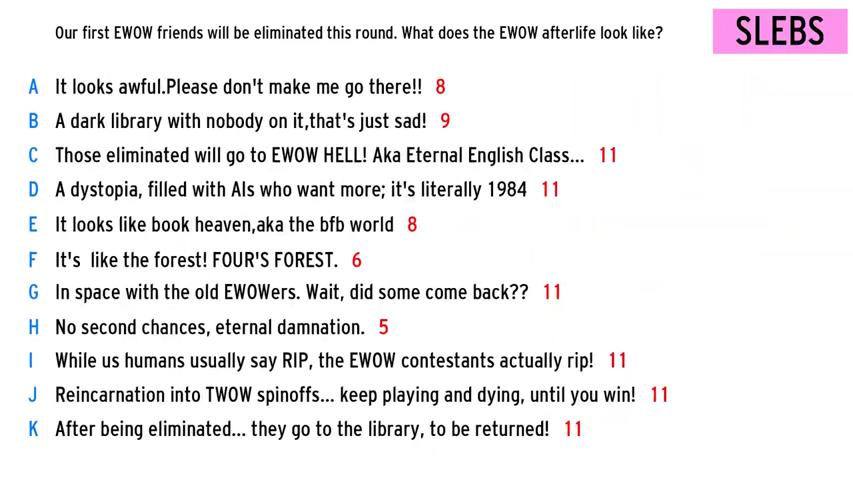 Our first EWOW friends will be eliminated this round. What does the EWOW afterlife look like?
SLEBS
A It looks awful.Please don't make me go there!! 8
B A dark library with nobody on it,that's just sad! 9
C Those eliminated will go to EWOW HELL! Aka Eternal English Class... 11
D A dystopia, filled with AIs who want more; it's literally 1984 11
E It looks like book heaven,aka the bfb world 8
F It's  like the forest! FOUR'S FOREST. 6
G In space with the old EWOWers. Wait, did some come back?? 11
H No second chances, eternal damnation. 5
I While us humans usually say RIP, the EWOW contestants actually rip! 11
J Reincarnation into TWOW spinoffs... keep playing and dying, until you win! 11
K After being eliminated... they go to the library, to be returned! 11